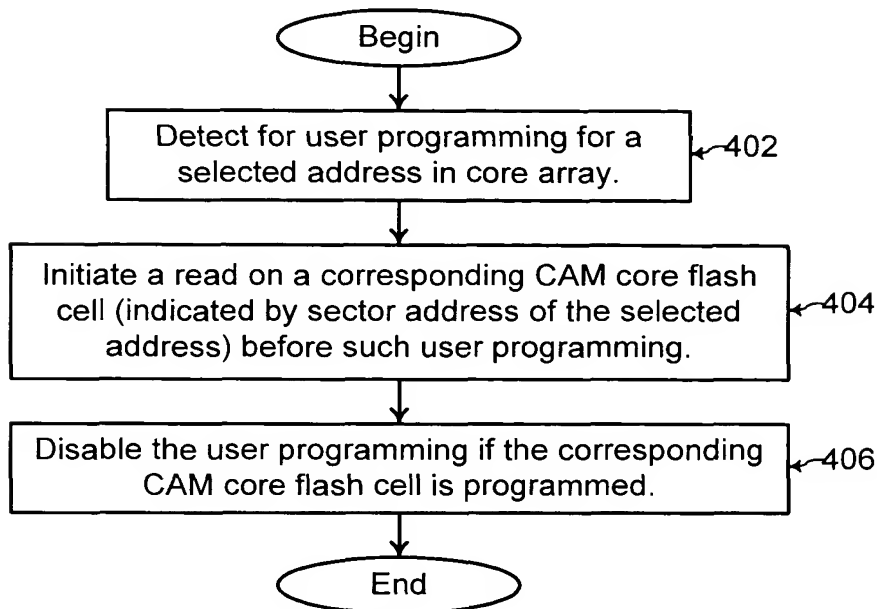 Begin
Detect for user programming for a
selected address in core array.
402
Initiate a read on a corresponding CAM core flash
cell (indicated by sector address of the selected
address) before such user programming.
404
Disable the user programming if the corresponding
CAM core flash cell is programmed.
406
End